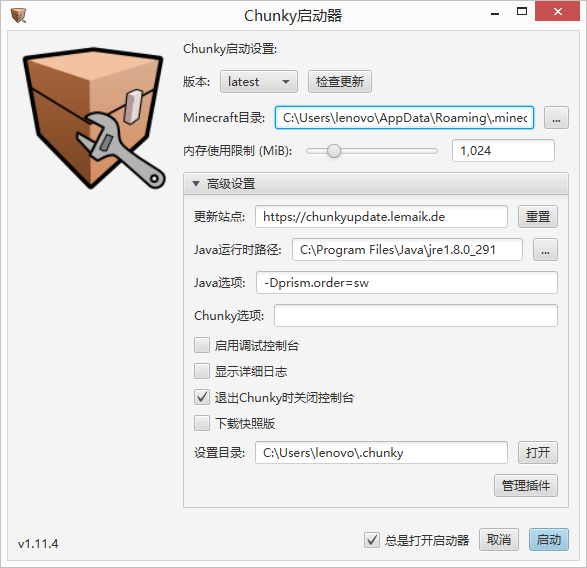 Chunky启动器
Chunky启动设置:
版本: latest 检查更新
Minecraft目录: C:\Users\lenovo\AppData\Roaming\.minec ...
内存使用限制 (MiB): 1,024
高级设置
更新站点: https://chunkyupdate.lemaik.de 重置
Java运行时路径: C:\Program Files\Java\jre1.8.0_291 ...
Java选项: -Dprism.order=sw
Chunky选项:
启用调试控制台
显示详细日志
退出Chunky时关闭控制台
下载快照版
设置目录: C:\Users\lenovo\.chunky 打开
管理插件
v1.11.4 总是打开启动器 取消 启动